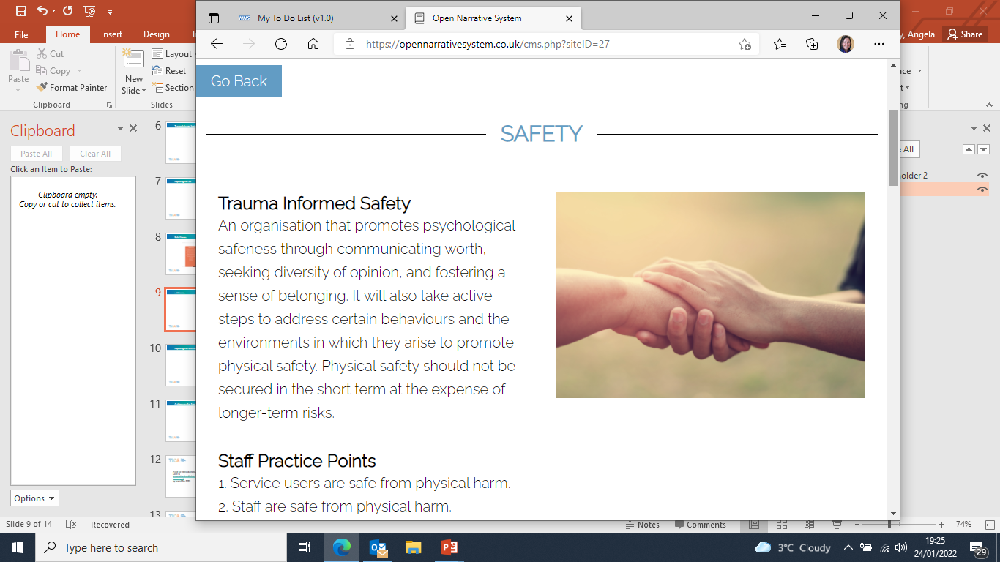 My To Do List (v1.0)
Open Narrative System
File
Home
Insert
Design
T
y, Angela
Share
https://opennarrativesystem.co.uk/cms.php?siteID=27
Paste
Cut
Copy
Format Painter
Clipboard
New
Slide
Layout
Reset
Section
Slides
Go Back
SAFETY
Clipboard
Paste All
Clear All
Click an Item to Paste:
Clipboard empty.
Copy or cut to collect items.
Options
6
7
8
9
10
11
12
13
Trauma Informed Safety
An organisation that promotes psychological
safeness through communicating worth,
seeking diversity of opinion, and fostering a
sense of belonging. It will also take active
steps to address certain behaviours and the
environments in which they arise to promote
physical safety. Physical safety should not be
secured in the short term at the expense of
longer-term risks.
Staff Practice Points
1. Service users are safe from physical harm.
2. Staff are safe from physical harm.
ace
t
ng
All
older 2
Slide 9 of 14
Recovered
Notes
Comments
74%
Type here to search
3°C Cloudy
19:25
24/01/2022
29